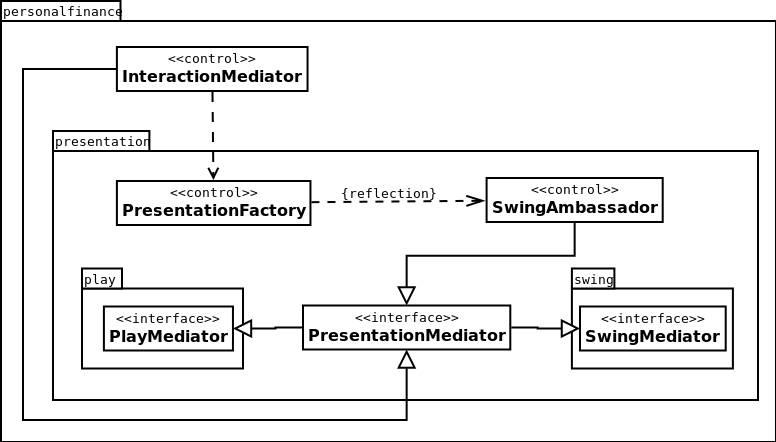 personalfinance
<<control>>
InteractionMediator
presentation
<<control>>
PresentationFactory
{reflection}
<<control>>
SwingAmbassador
play
<<interface>>
PlayMediator
<<interface>>
PresentationMediator
swing
<<interface>>
SwingMediator